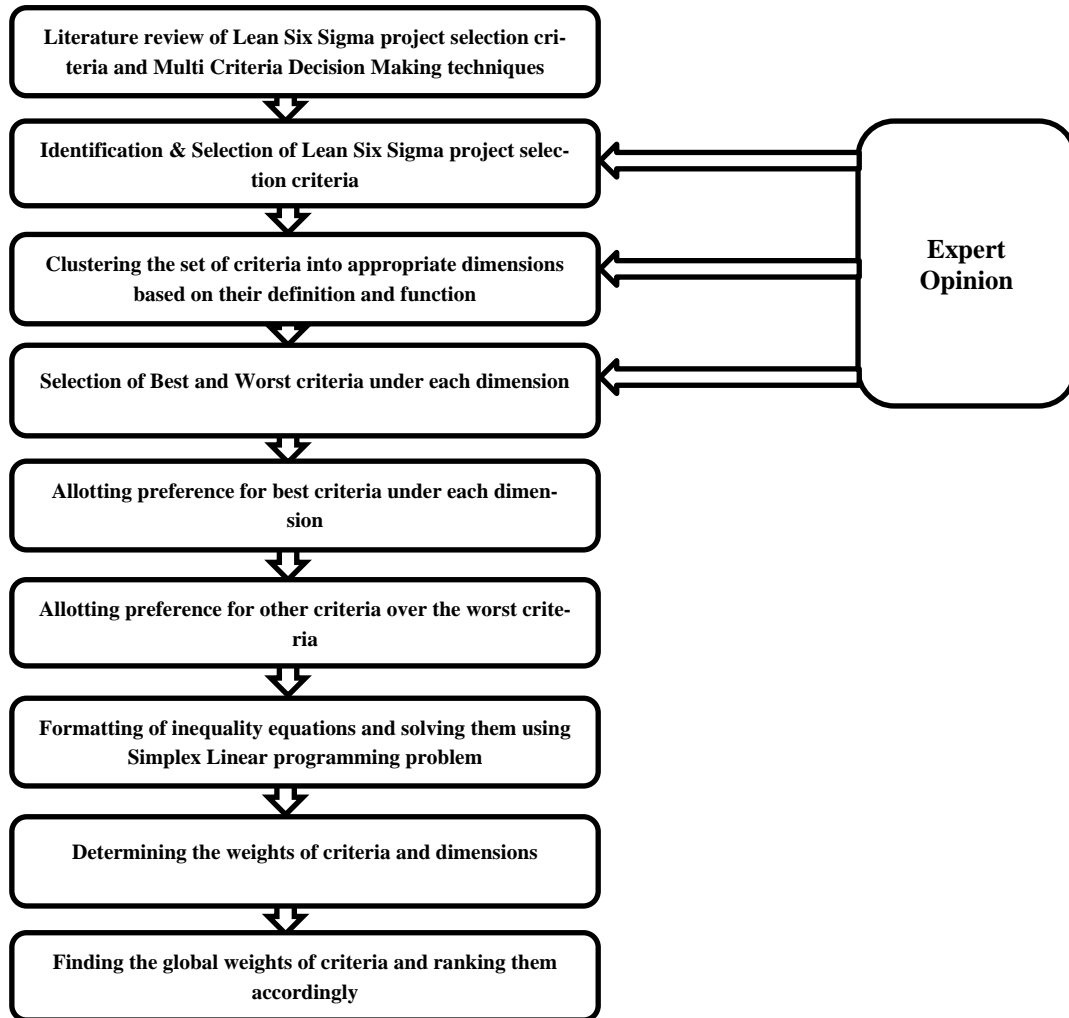 Literature review of Lean Six Sigma project selection cri-
teria and Multi Criteria Decision Making techniques
Identification & Selection of Lean Six Sigma project selec-
tion criteria
Clustering the set of criteria into appropriate dimensions
based on their definition and function
Selection of Best and Worst criteria under each dimension
Allotting preference for best criteria under each dimen-
sion
Allotting preference for other criteria over the worst crite-
ria
Formatting of inequality equations and solving them using
Simplex Linear programming problem
Determining the weights of criteria and dimensions
Finding the global weights of criteria and ranking them
accordingly
Expert
Opinion